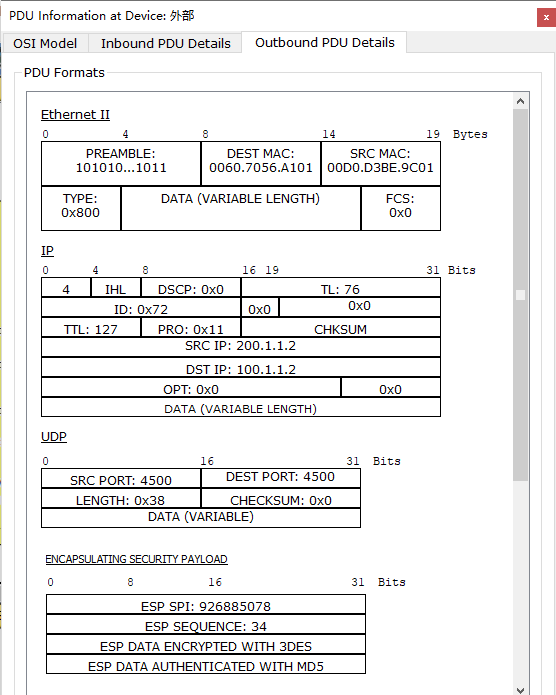 PDU Information at Device: 外部
x
OSI Model Inbound PDU Details Outbound PDU Details
PDU Formats
Ethernet II
0 4 8 14 19 Bytes
PREAMBLE: DEST MAC: SRC MAC:
101010...1011 0060.7056.A101 00D0.D3BE.9C01
TYPE: DATA (VARIABLE LENGTH) FCS:
0x800 0x0
IP
0 4 8 16 19 31 Bits
4 IHL DSCP: 0x0 TL: 76
ID: 0x72 0x0 0x0
TTL: 127 PRO: 0x11 CHKSUM
SRC IP: 200.1.1.2
DST IP: 100.1.1.2
OPT: 0x0 0x0
DATA (VARIABLE LENGTH)
UDP
0 16 31 Bits
SRC PORT: 4500 DEST PORT: 4500
LENGTH: 0x38 CHECKSUM: 0x0
DATA (VARIABLE)
ENCAPSULATING SECURITY PAYLOAD
0 8 16 31 Bits
ESP SPI: 926885078
ESP SEQUENCE: 34
ESP DATA ENCRYPTED WITH 3DES
ESP DATA AUTHENTICATED WITH MD5